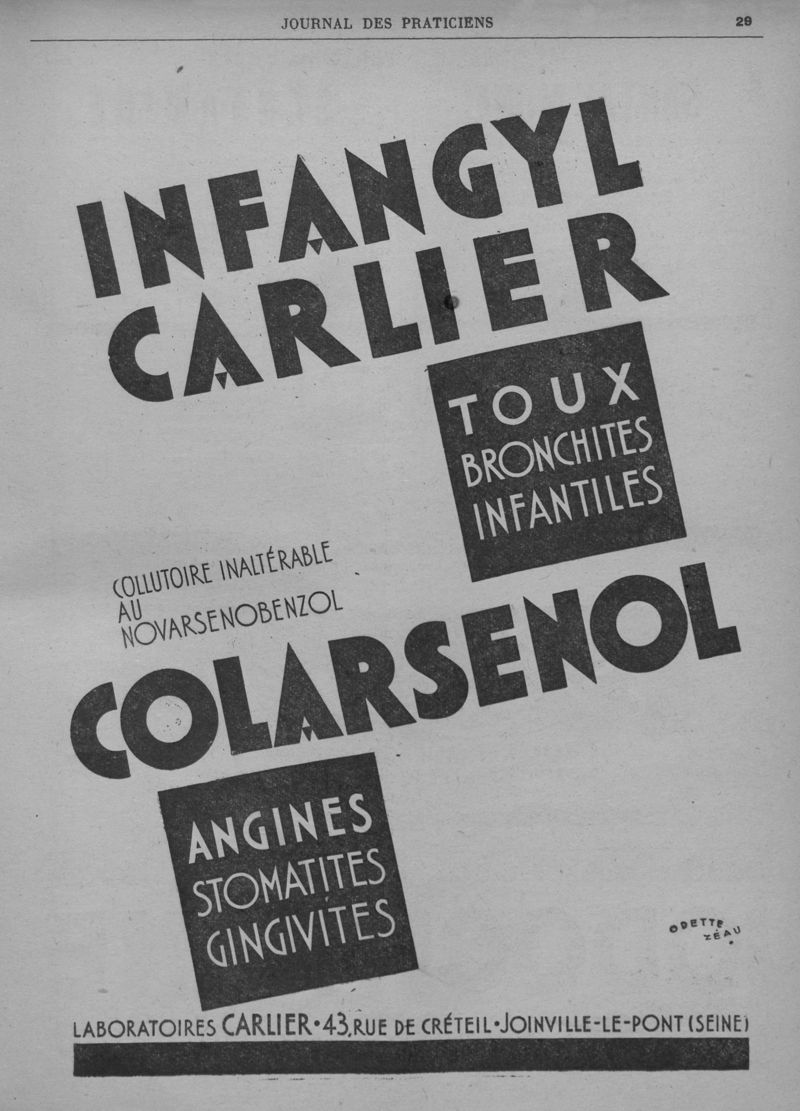 JOURNAL DES PRATICIENS
29
INFANGYL
CARLIER
TOUX
BRONCHITES
INFANTILES
COLLUTOIRE INALTÉRABLE
AU
NOVARSENOBENZOL
COLARSENOL
ANGINES
STOMATITES
GINGIVITES
ODETTE
ZÉAU
LABORATOIRES CARLIER • 43, RUE DE CRÉTEIL • JOINVILLE-LE-PONT (SEINE)